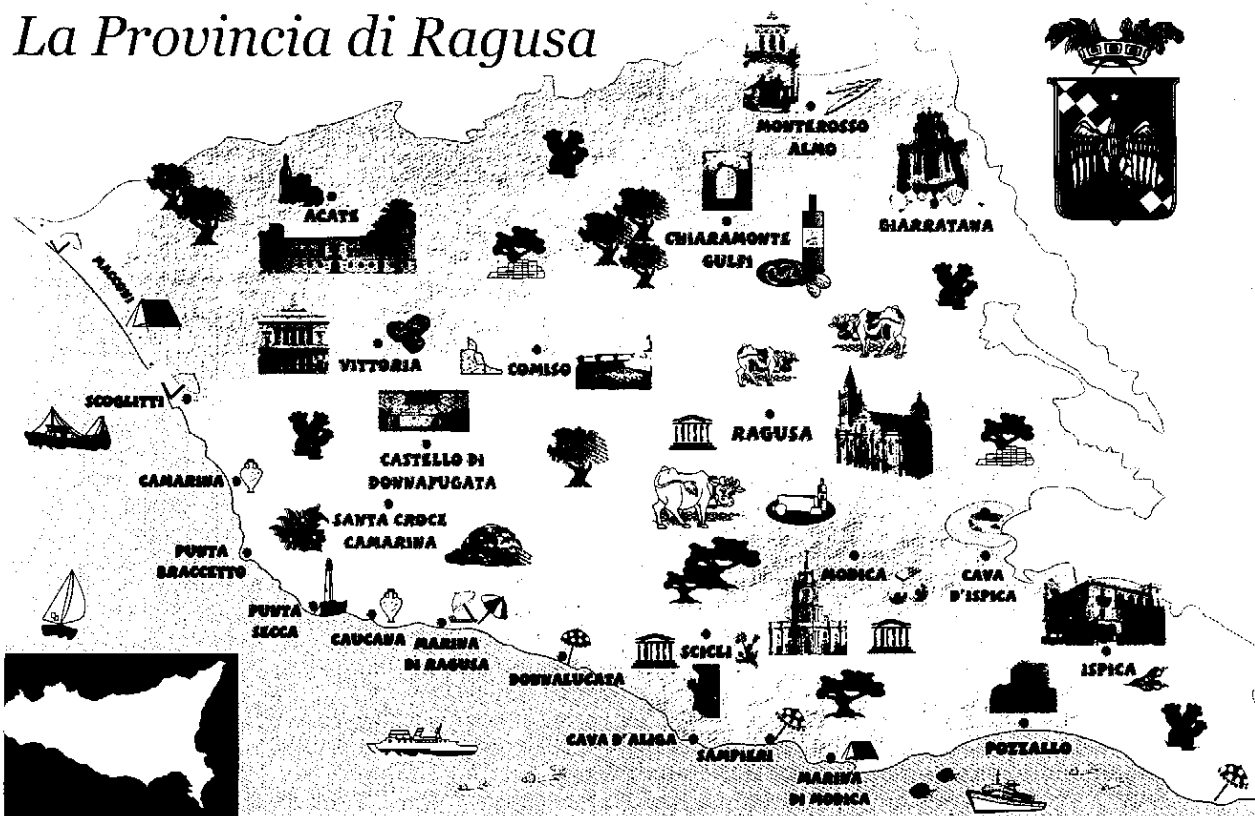 La Provincia di Ragusa
MONTEROSSO
ALMO
ACATE
CHIARAMONTE
GULFI
GIARRATANA
MACCONI
VITTORIA
COMISO
SCOGLITTI
RAGUSA
CASTELLO DI
DONNAFUGATA
CAMARINA
SANTA CROCE
CAMARINA
PUNTA
BRACCETTO
MODICA
CAVA
D'ISPICA
PUNTA
SECCA
CAUCANA
MARINA
DI RAGUSA
SCICLI
DONNALUCATA
ISPICA
CAVA D'ALIGA
SAMPIERI
POZZALLO
MARINA
DI MODICA